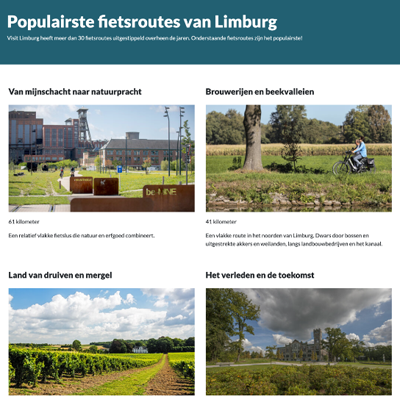 Populairste fietsroutes van Limburg
Visit Limburg heeft meer dan 30 fietsroutes uitgestippeld overheen de jaren. Onderstaande fietsroutes zijn het populairste!
Van mijnschacht naar natuurpracht
Brouwerijen en beekvalleien
be-MINE
61 kilometer
Een relatief vlakke fietslus die natuur en erfgoed combineert.
41 kilometer
Een vlakke route in het noorden van Limburg. Dwars door bossen en
uitgestrekte akkers en weilanden, langs landbouwbedrijven en het kanaal.
Land van druiven en mergel
Het verleden en de toekomst